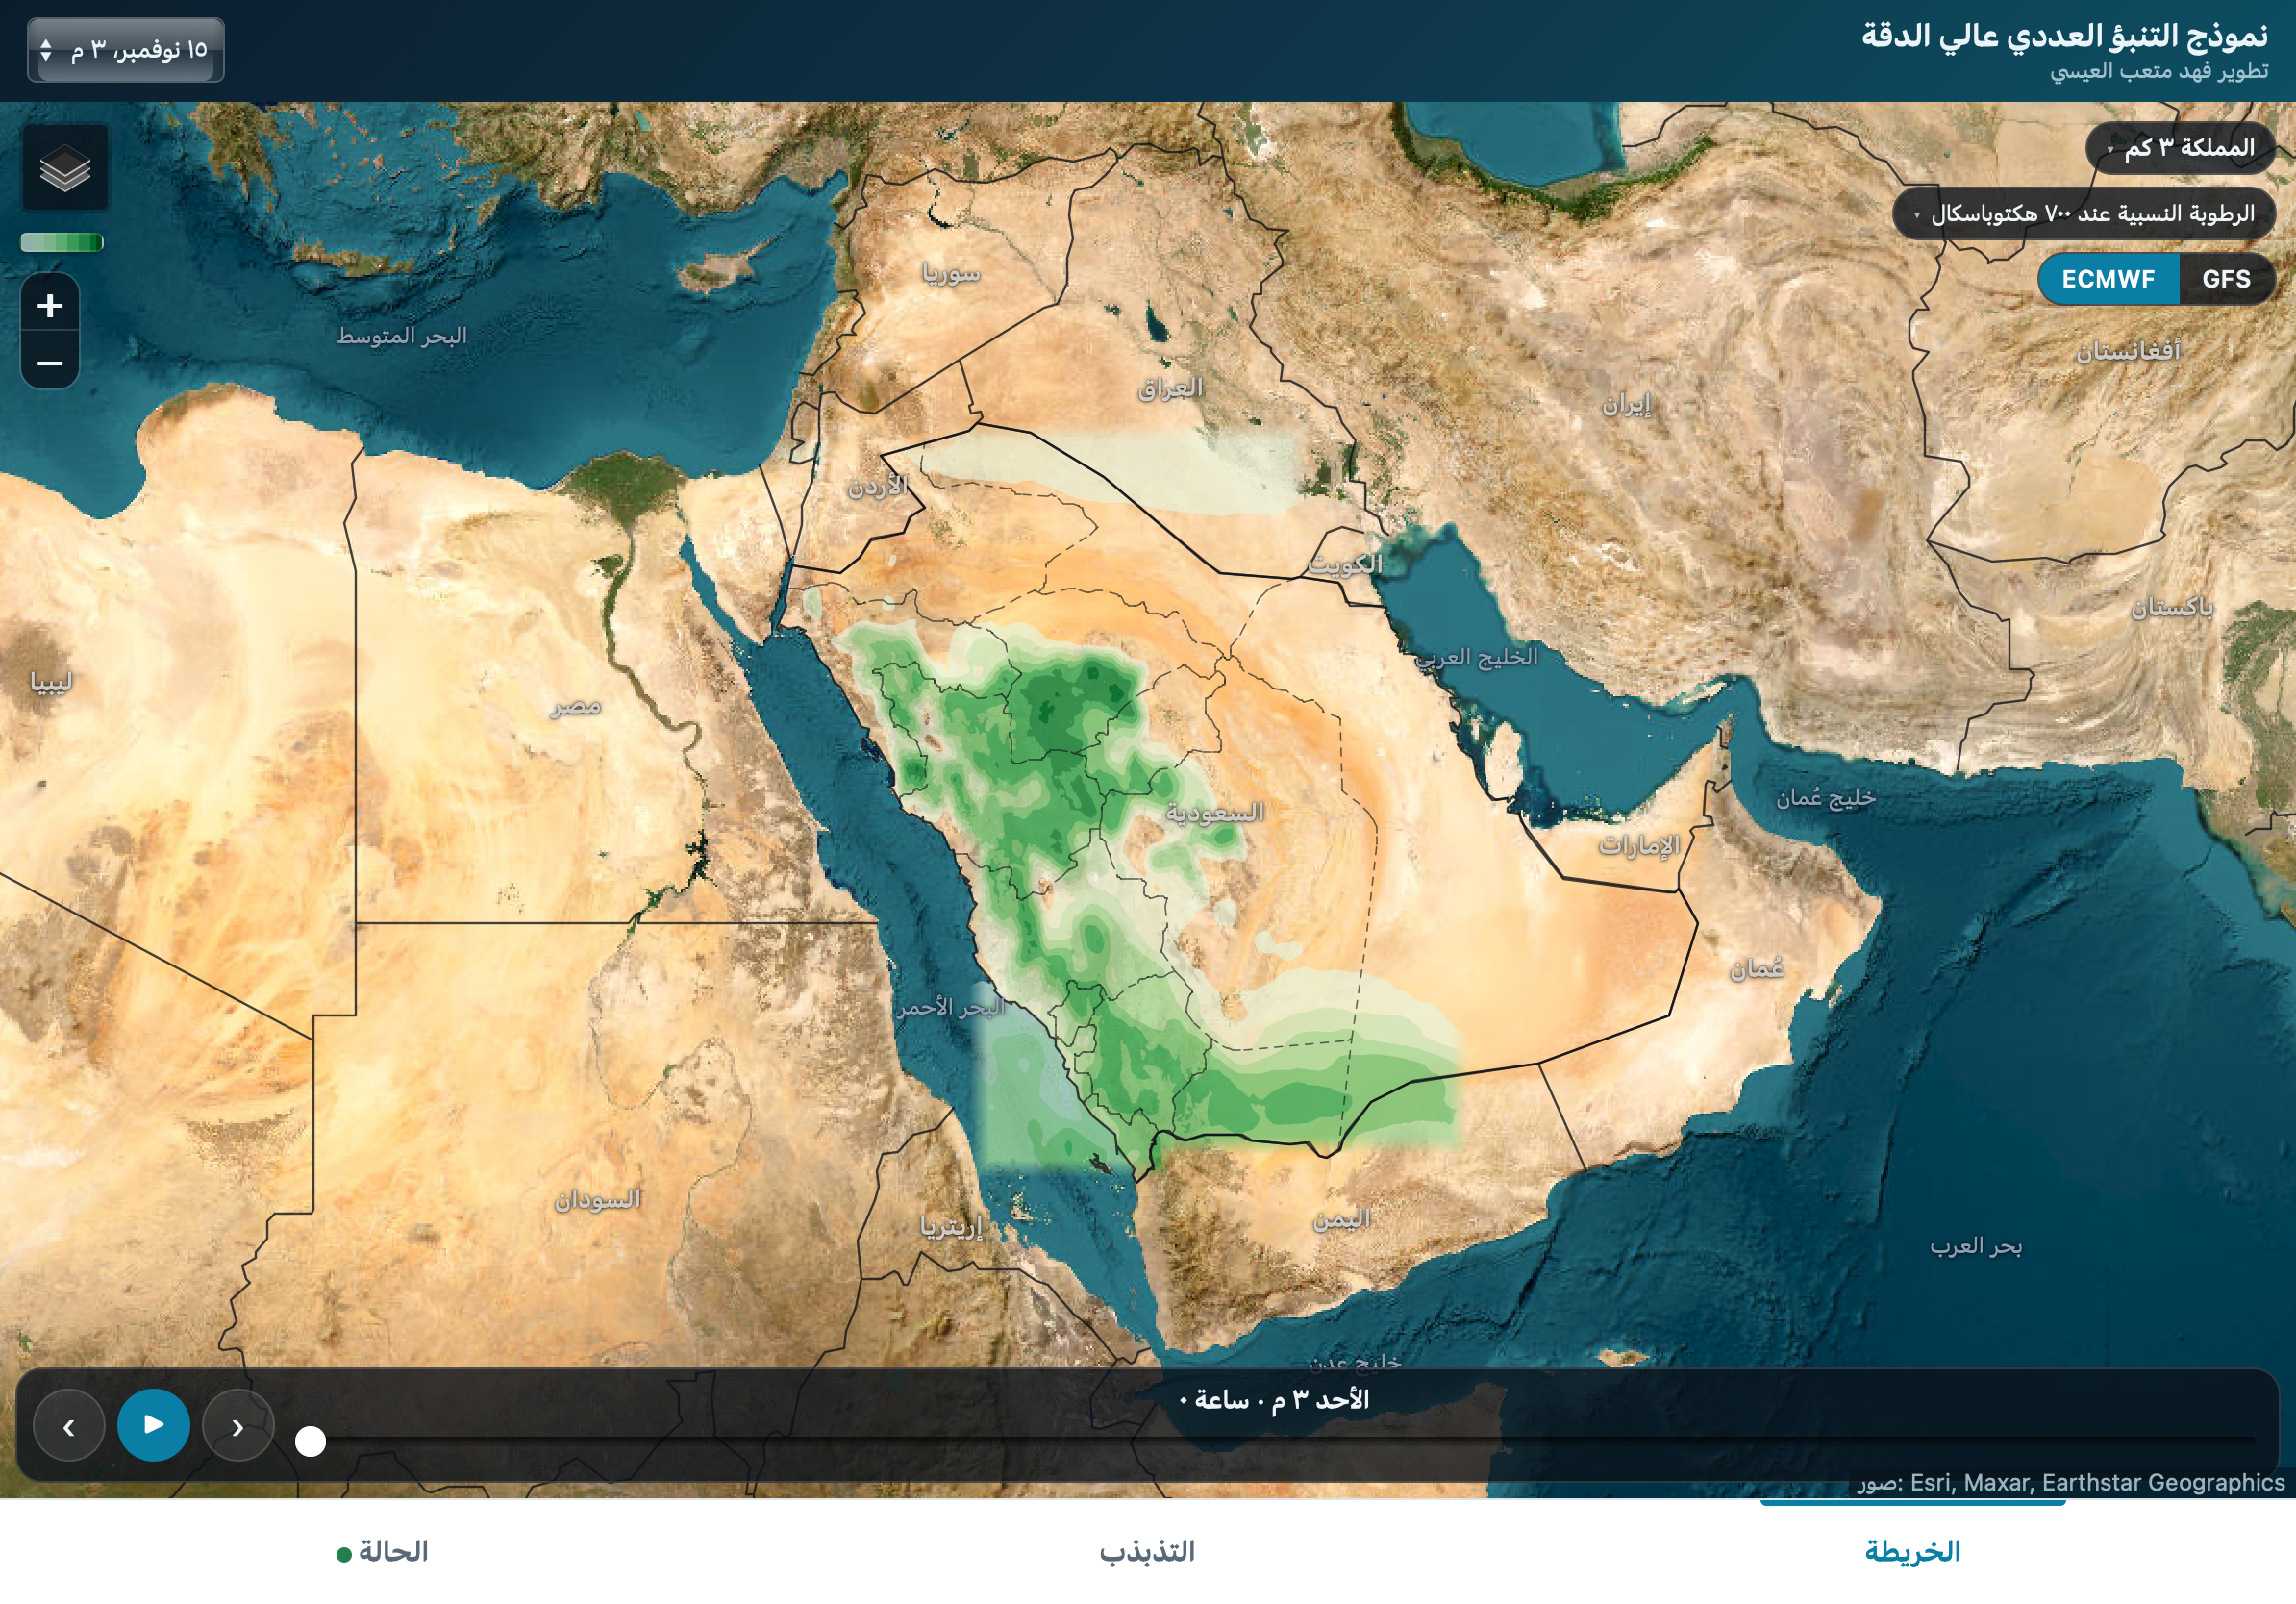 نموذج التنبؤ العددي عالي الدقة
تطوير فهد متعب العيسي
١٥ نوفمبر، ٣ م
المملكة ٣ كم
الرطوبة النسبية عند ٧٠٠ هكتوباسكال
ECMWF GFS
سوريا
البحر المتوسط
العراق
إيران
أفغانستان
الأردن
الكويت
باكستان
الخليج العربي
ليبيا
مصر
السعودية
خليج عُمان
الإمارات
عُمان
البحر الأحمر
السودان
إريتريا
اليمن
بحر العرب
خليج عدن
الأحد ٣ م · ساعة ٠
صور: Esri, Maxar, Earthstar Geographics
الخريطة
التذبذب
الحالة